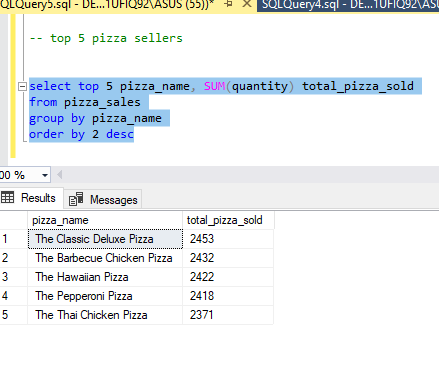 SQLQuery5.sql - DE...1UFIQ92\ASUS (55))* SQLQuery4.sql - DE...1UFIQ92\ASUS
-- top 5 pizza sellers
select top 5 pizza_name, SUM(quantity) total_pizza_sold
from pizza_sales
group by pizza_name
order by 2 desc
00 %
Results Messages
pizza_name total_pizza_sold
1 The Classic Deluxe Pizza 2453
2 The Barbecue Chicken Pizza 2432
3 The Hawaiian Pizza 2422
4 The Pepperoni Pizza 2418
5 The Thai Chicken Pizza 2371